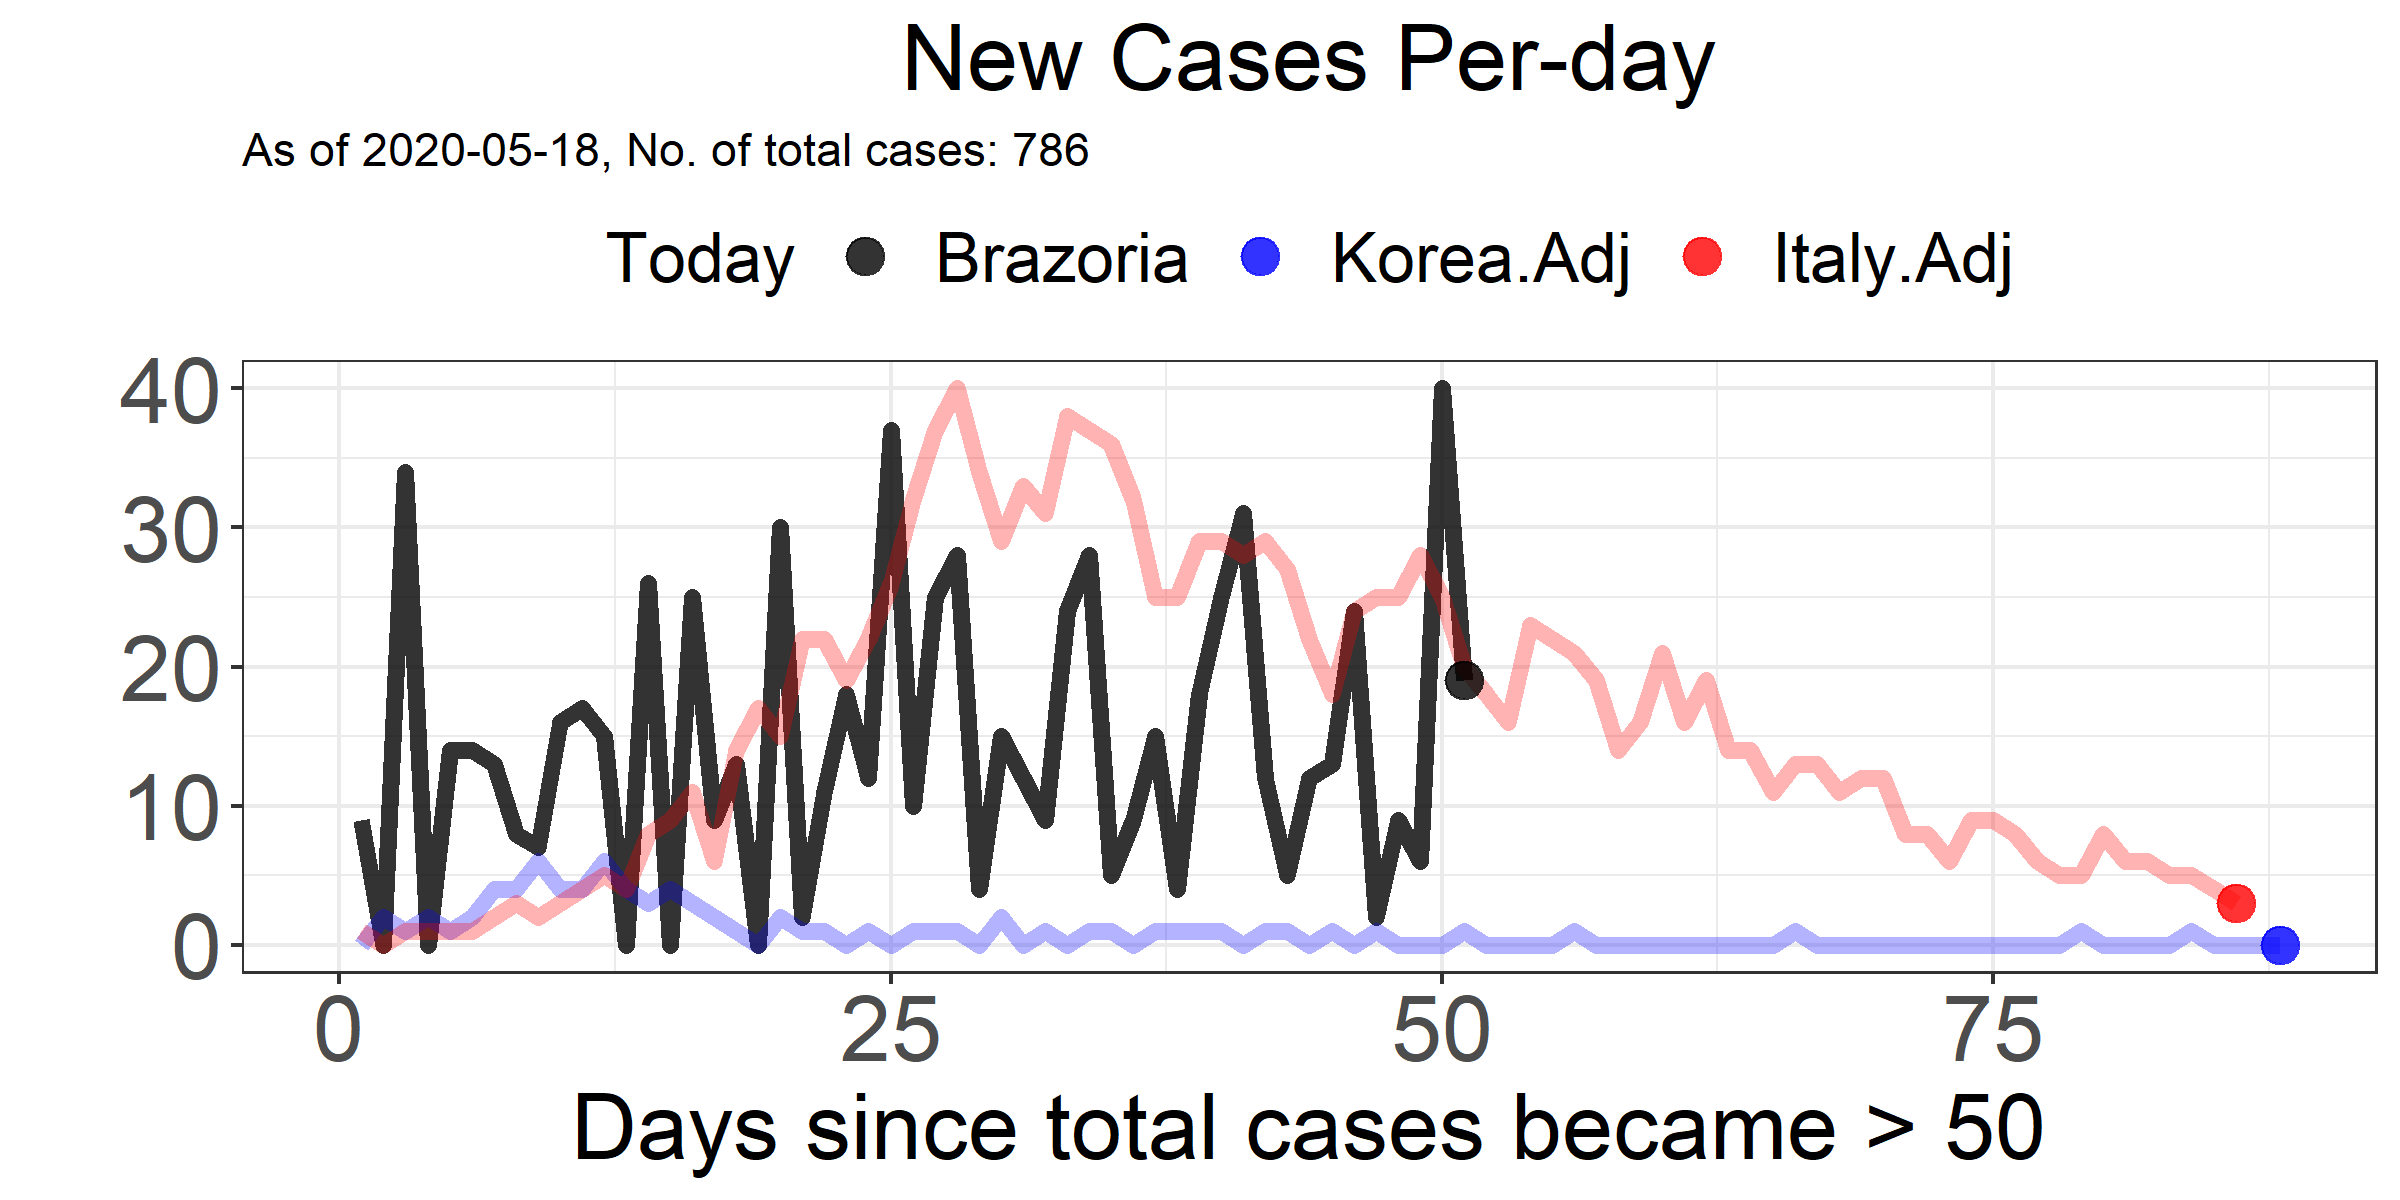 New Cases Per-day
As of 2020-05-18, No. of total cases: 786
Today Brazoria Korea.Adj Italy.Adj
40
30
20
10
0
0 25 50 75
Days since total cases became > 50